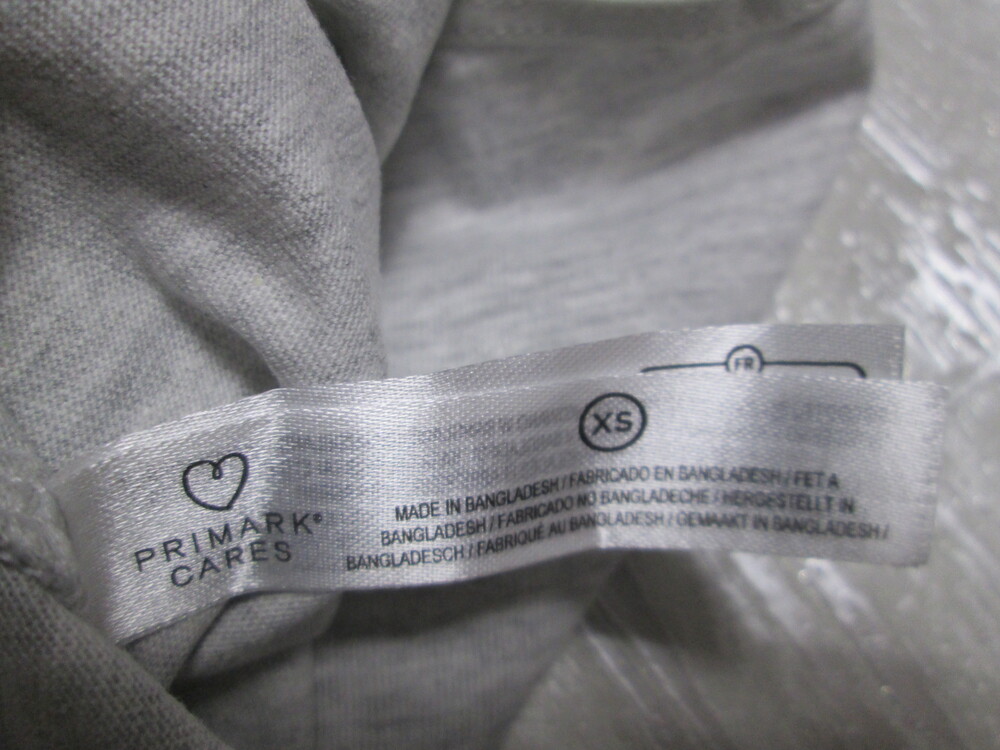 FR
XS
MADE IN BANGLADESH / FABRICADO EN BANGLADESH / FET A
BANGLADESH / FABRICADO NO BANGLADECHE / HERGESTELLT IN
BANGLADESCH / FABRIQUÉ AU BANGLADESH / GEMAAKT IN BANGLADESH /
PRIMARK®
CARES